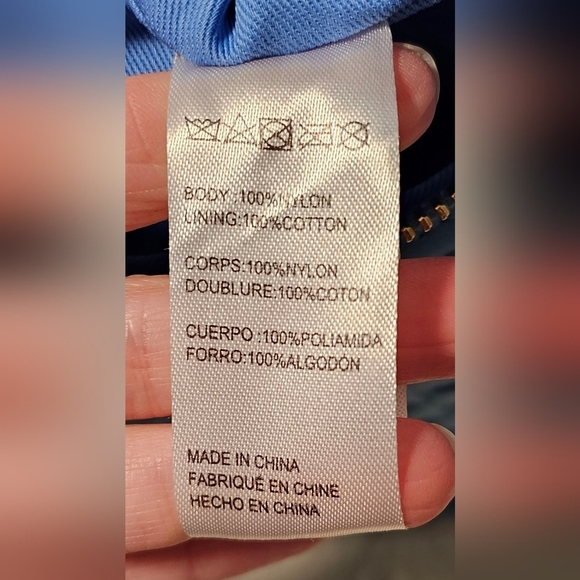 BODY :100%NYLON
LINING:100%COTTON
CORPS:100%NYLON
DOUBLURE:100%COTON
CUERPO :100%POLIAMIDA
FORRO:100%ALGODÓN
MADE IN CHINA
FABRIQUÉ EN CHINE
HECHO EN CHINA